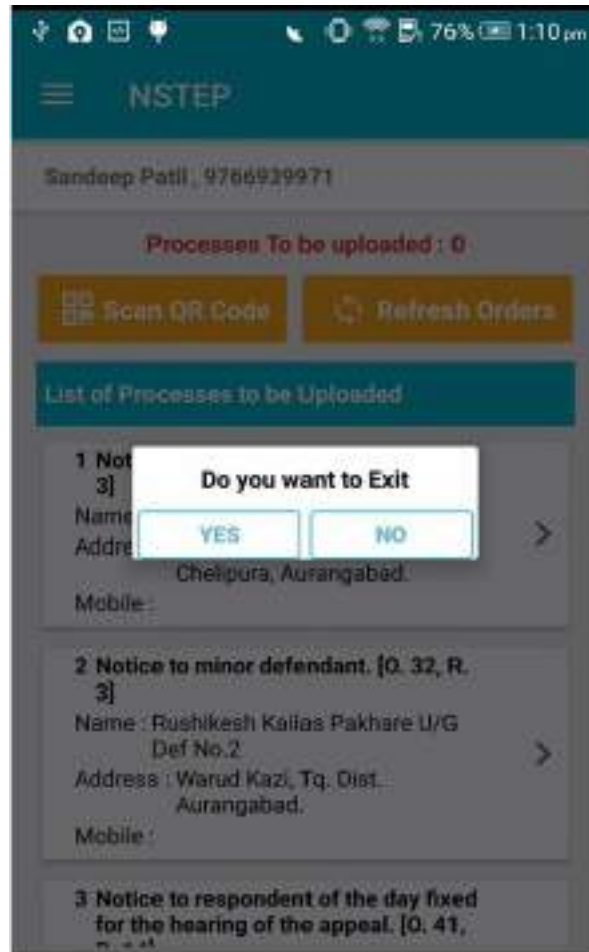 76% 1:10 pm
NSTEP
Sandeep Patil , 9766939971
Processes To be uploaded : 0
Scan QR Code
Refresh Orders
List of Processes to be Uploaded
1 Not
3]
Name
Addre
Do you want to Exit
YES
NO
Chelipura, Aurangabad.
Mobile :
2 Notice to minor defendant. [O. 32, R.
3]
Name : Rushikesh Kailas Pakhare U/G
Def No.2
Address : Warud Kazi, Tq. Dist.
Aurangabad.
Mobile :
3 Notice to respondent of the day fixed
for the hearing of the appeal. [O. 41,